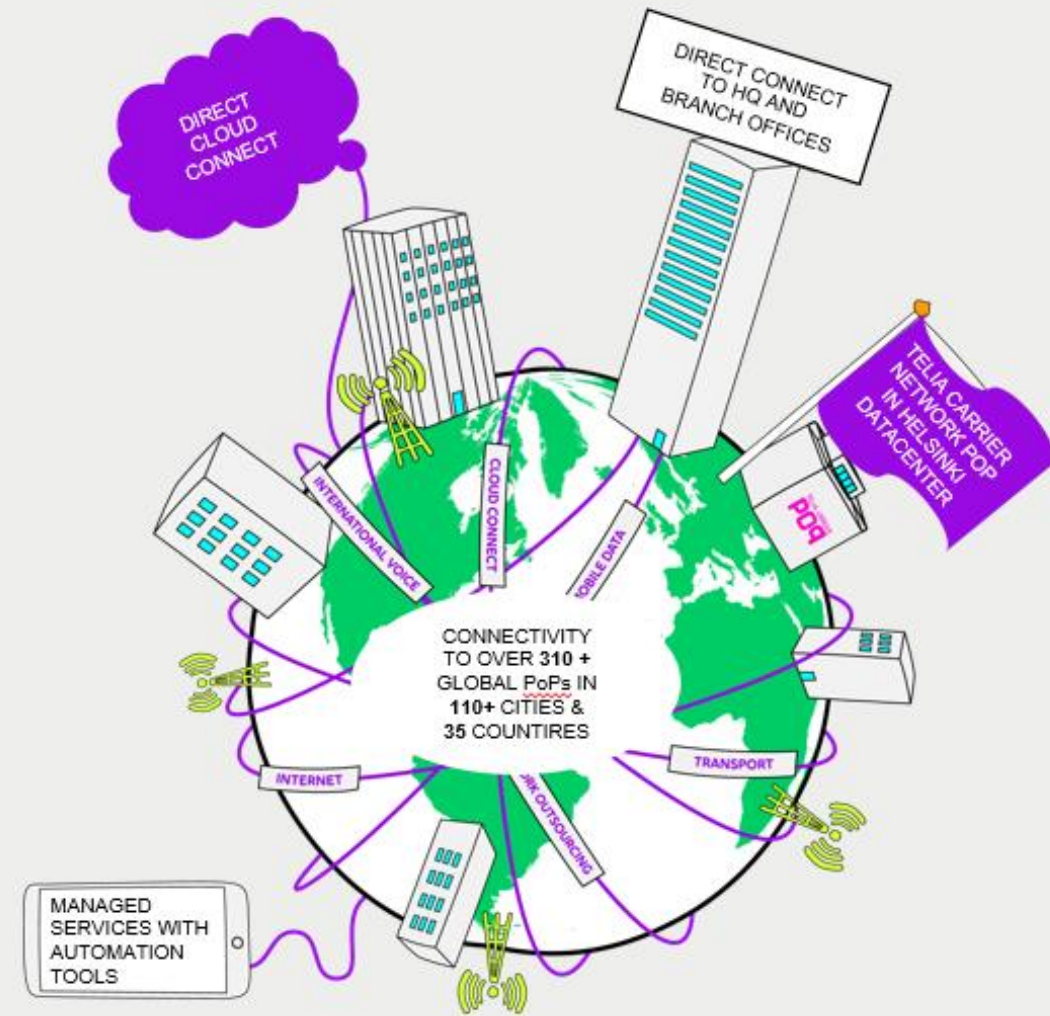 DIRECT
CLOUD
CONNECT
DIRECT CONNECT
TO HQ AND
BRANCH OFFICES
TELIA CARRIER
NETWORK POP
IN HELSINKI
DATACENTER
INTERNATIONAL VOICE
CLOUD CONNECT
MOBILE DATA
CONNECTIVITY
TO OVER 310 +
GLOBAL PoPs IN
110+ CITIES &
35 COUNTIRES
INTERNET
TRANSPORT
OUTSOURCING
MANAGED
SERVICES WITH
AUTOMATION
TOOLS